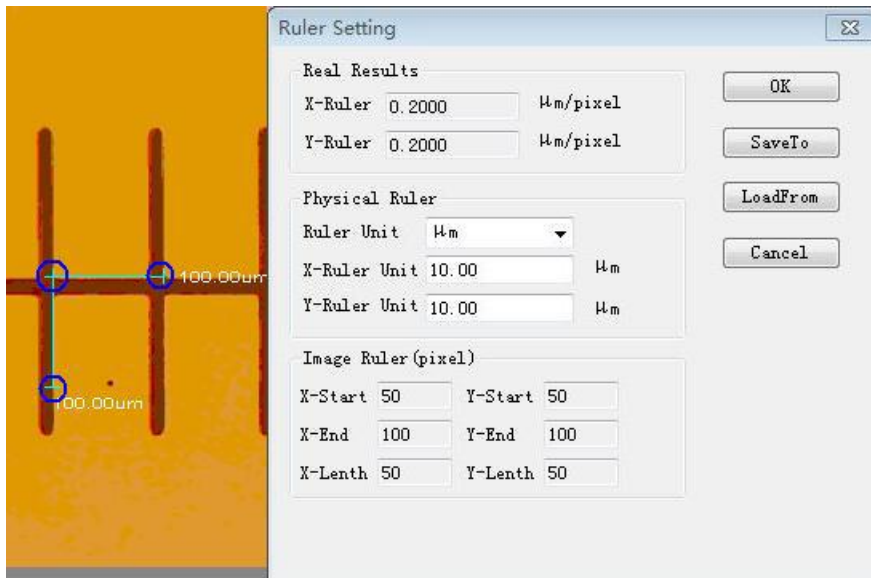 Ruler Setting
Real Results
X-Ruler 0.2000 μm/pixel
Y-Ruler 0.2000 μm/pixel
OK
SaveTo
LoadFrom
Cancel
Physical Ruler
Ruler Unit μm
X-Ruler Unit 10.00 μm
Y-Ruler Unit 10.00 μm
Image Ruler(pixel)
X-Start 50 Y-Start 50
X-End 100 Y-End 100
X-Lenth 50 Y-Lenth 50
100.00um
100.00um